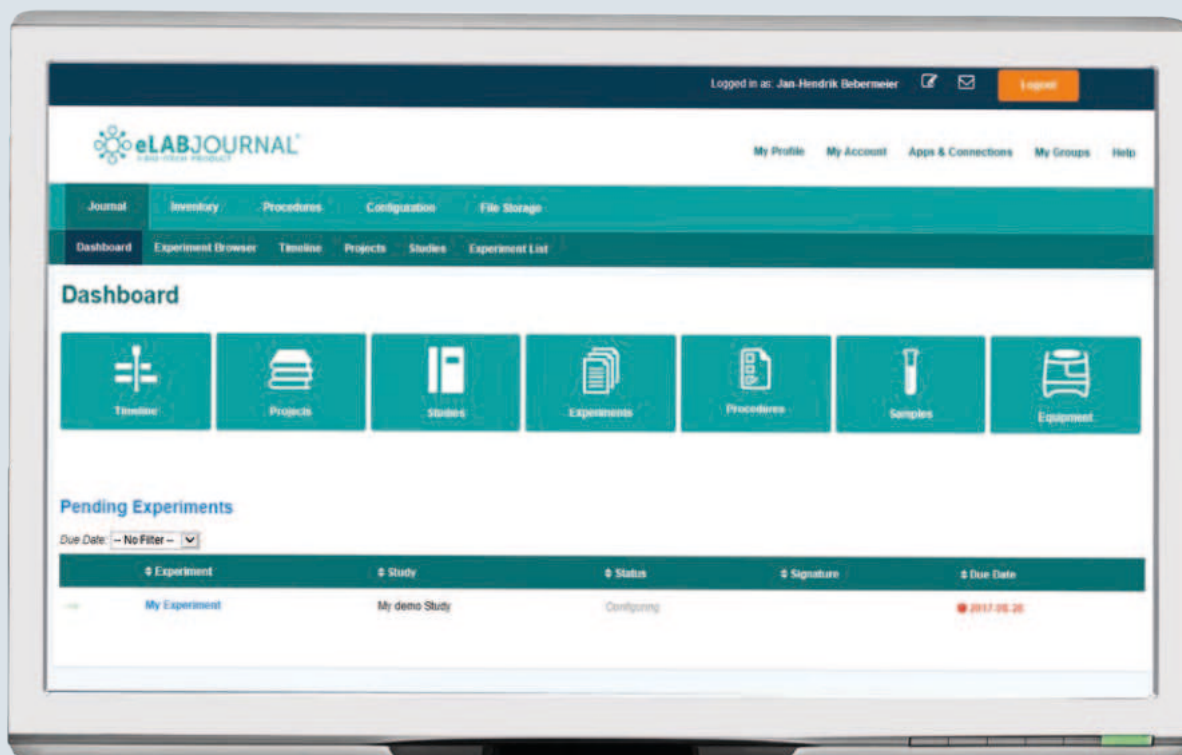 Logged in as: Jan-Hendrik Bebermeier Logout
eLABJOURNAL®
A BIO-ITECH PRODUCT
My Profile My Account Apps & Connections My Groups Help
Journal Inventory Procedures Configuration File Storage
Dashboard Experiment Browser Timeline Projects Studies Experiment List
Dashboard
Timeline Projects Studies Experiments Procedures Samples Equipment
Pending Experiments
Due Date: -- No Filter --
Experiment Study Status Signature Due Date
My Experiment My demo Study Configuring